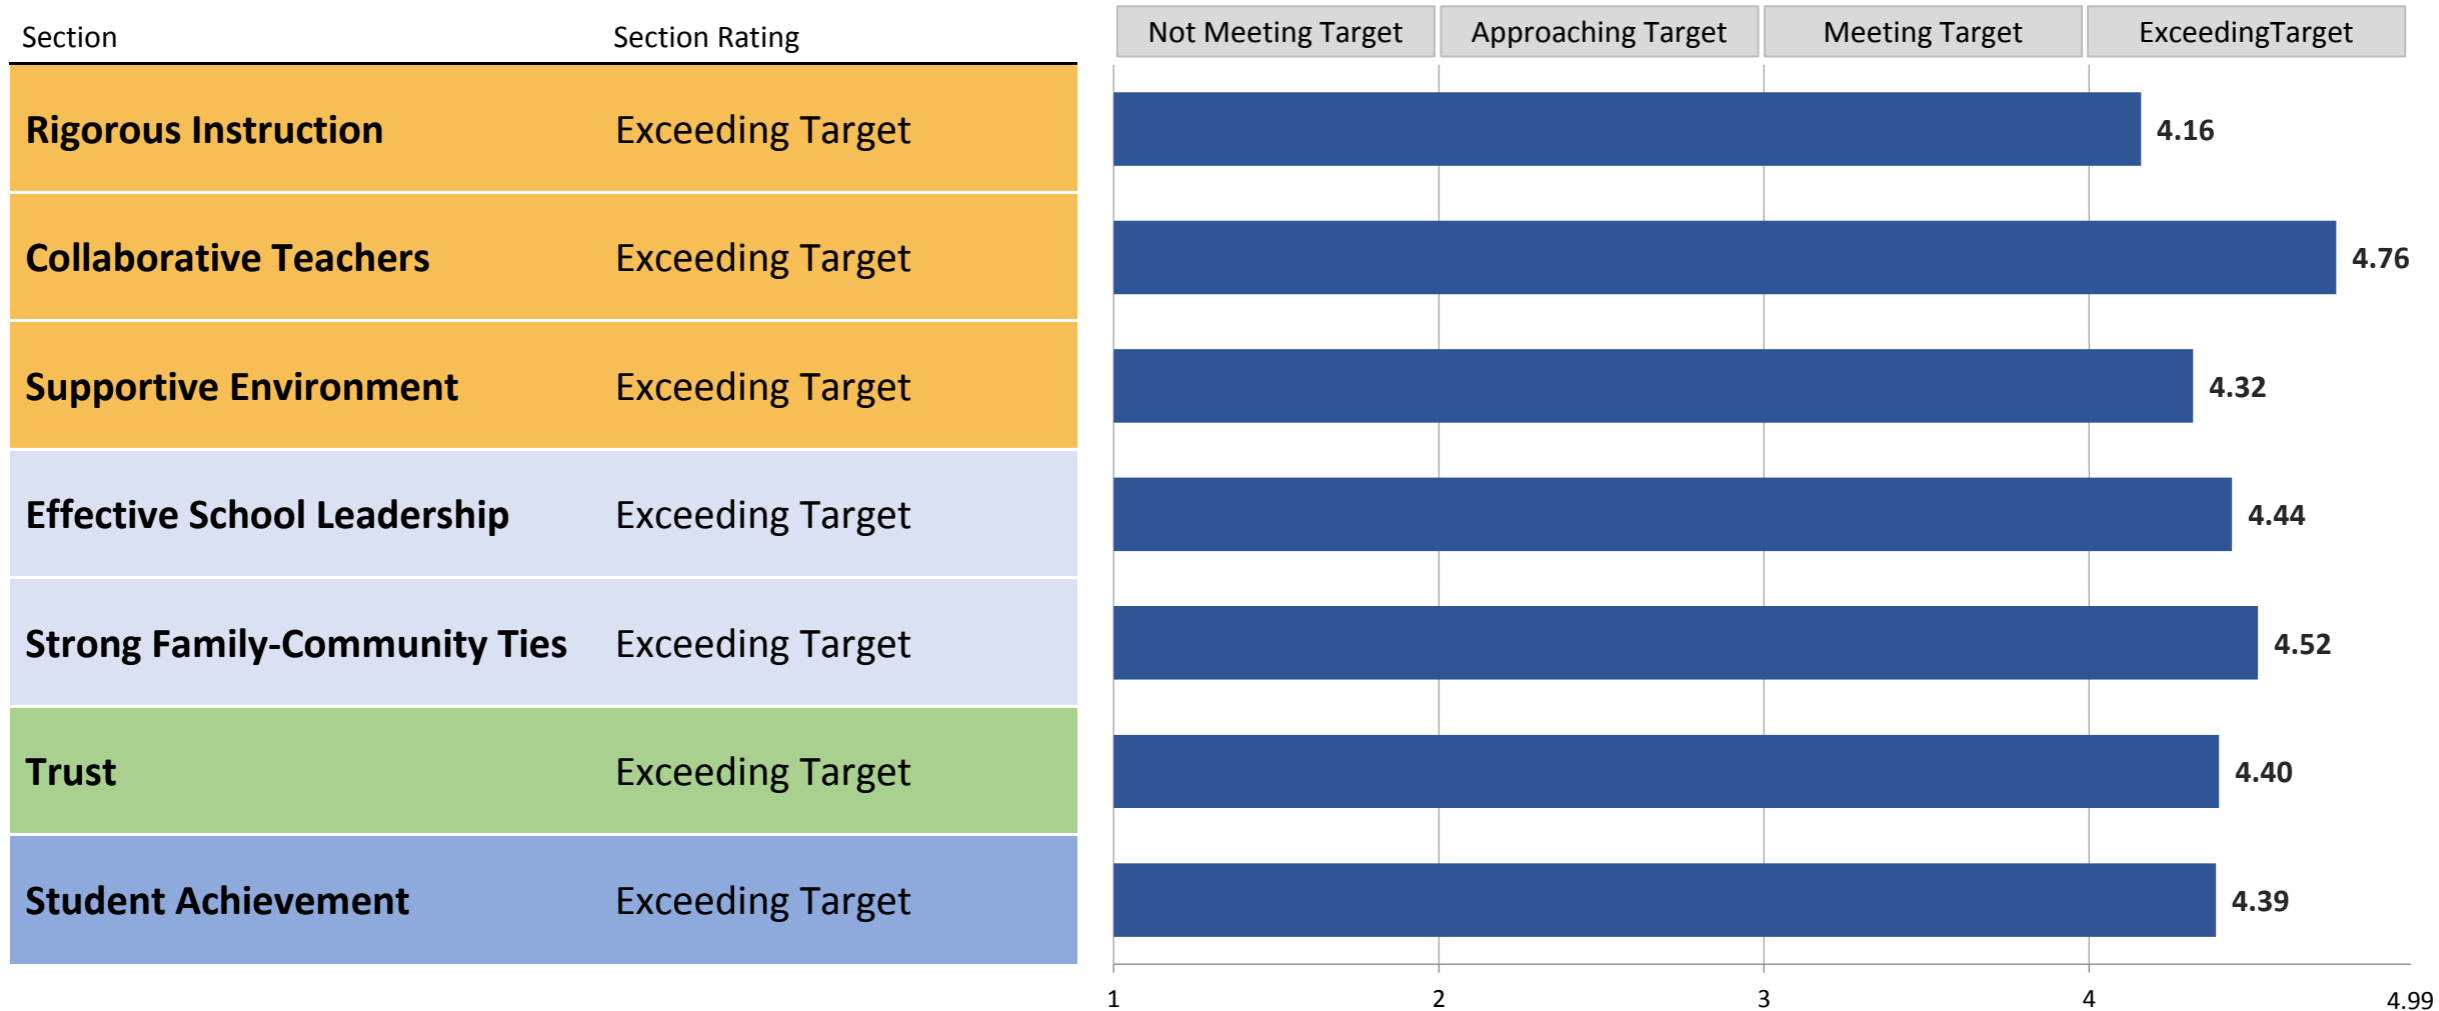 Section Section Rating Not Meeting Target Approaching Target Meeting Target ExceedingTarget
Rigorous Instruction Exceeding Target 4.16
Collaborative Teachers Exceeding Target 4.76
Supportive Environment Exceeding Target 4.32
Effective School Leadership Exceeding Target 4.44
Strong Family-Community Ties Exceeding Target 4.52
Trust Exceeding Target 4.40
Student Achievement Exceeding Target 4.39
1 2 3 4 4.99